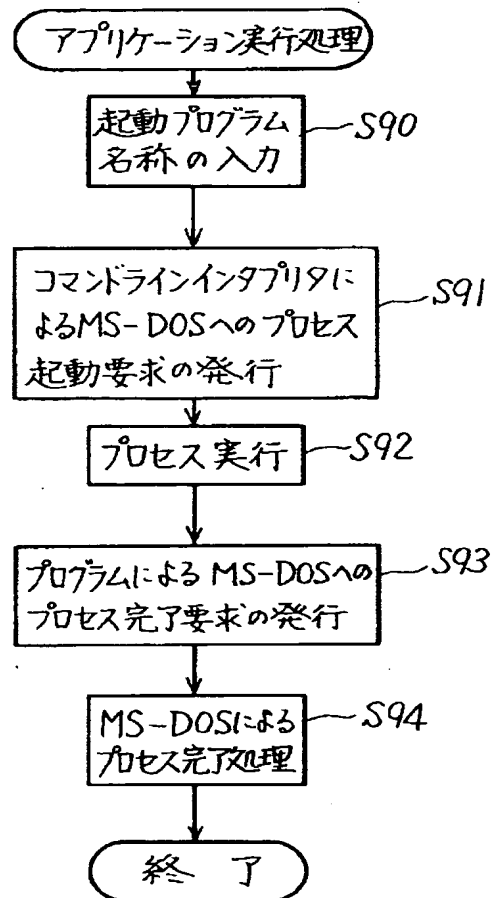 アプリケーション実行処理
起動プログラム
名称の入力
S90
コマンドラインインタプリタに
よるMS-DOSへのプロセス
起動要求の発行
S91
プロセス実行
S92
プログラムによるMS-DOSへの
プロセス完了要求の発行
S93
MS-DOSによる
プロセス完了処理
S94
終 了